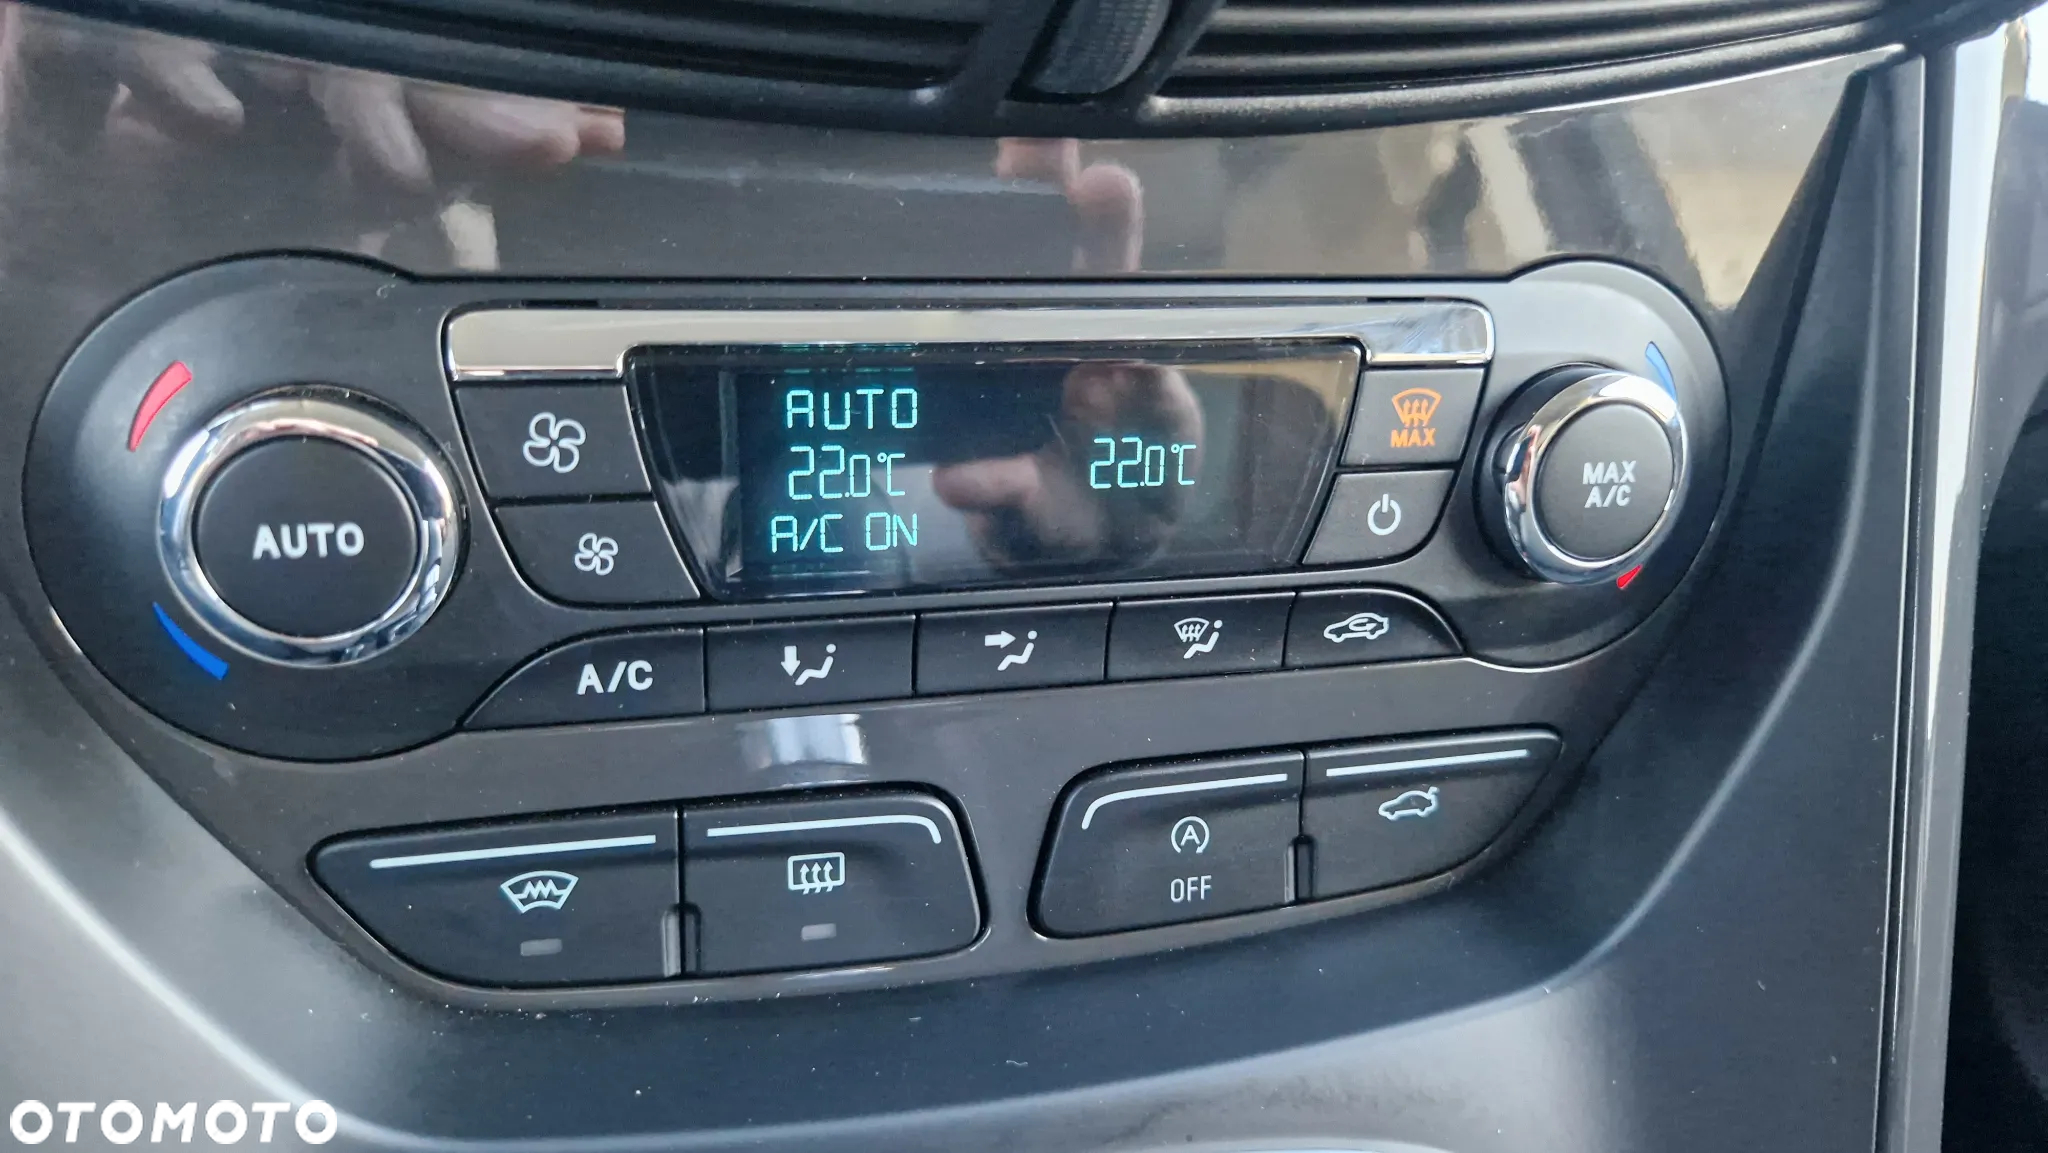 AUTO
22.0°C 22.0°C
A/C ON
MAX
AUTO
MAX
A/C
A/C
A
OFF
OTOMOTO